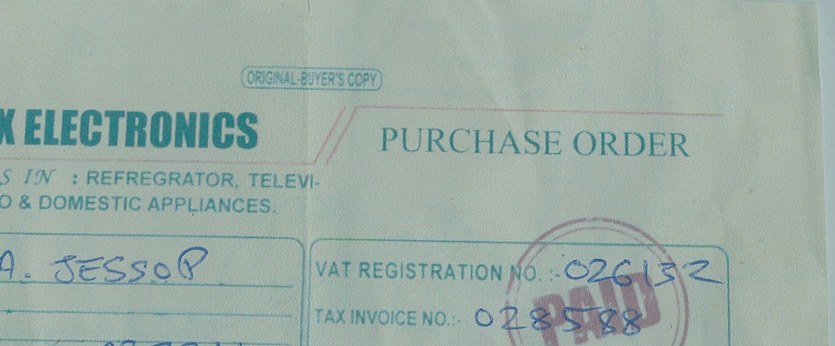 ORIGINAL-BUYER'S COPY
X ELECTRONICS
PURCHASE ORDER
S IN : REFREGRATOR, TELEVI-
O & DOMESTIC APPLIANCES.
A. JESSOP
VAT REGISTRATION NO. :- 026132
TAX INVOICE NO.:- 028588
PAID